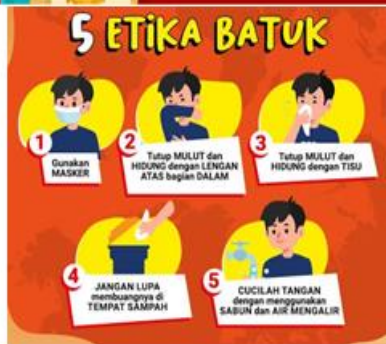 5 ETIKA BATUK
1
Gunakan
MASKER
2
Tutup MULUT dan
HIDUNG dengan LENGAN
ATAS bagian DALAM
3
Tutup MULUT dan
HIDUNG dengan TISU
4
JANGAN LUPA
membuangnya di
TEMPAT SAMPAH
5
CUCILAH TANGAN
dengan menggunakan
SABUN dan AIR MENGALIR